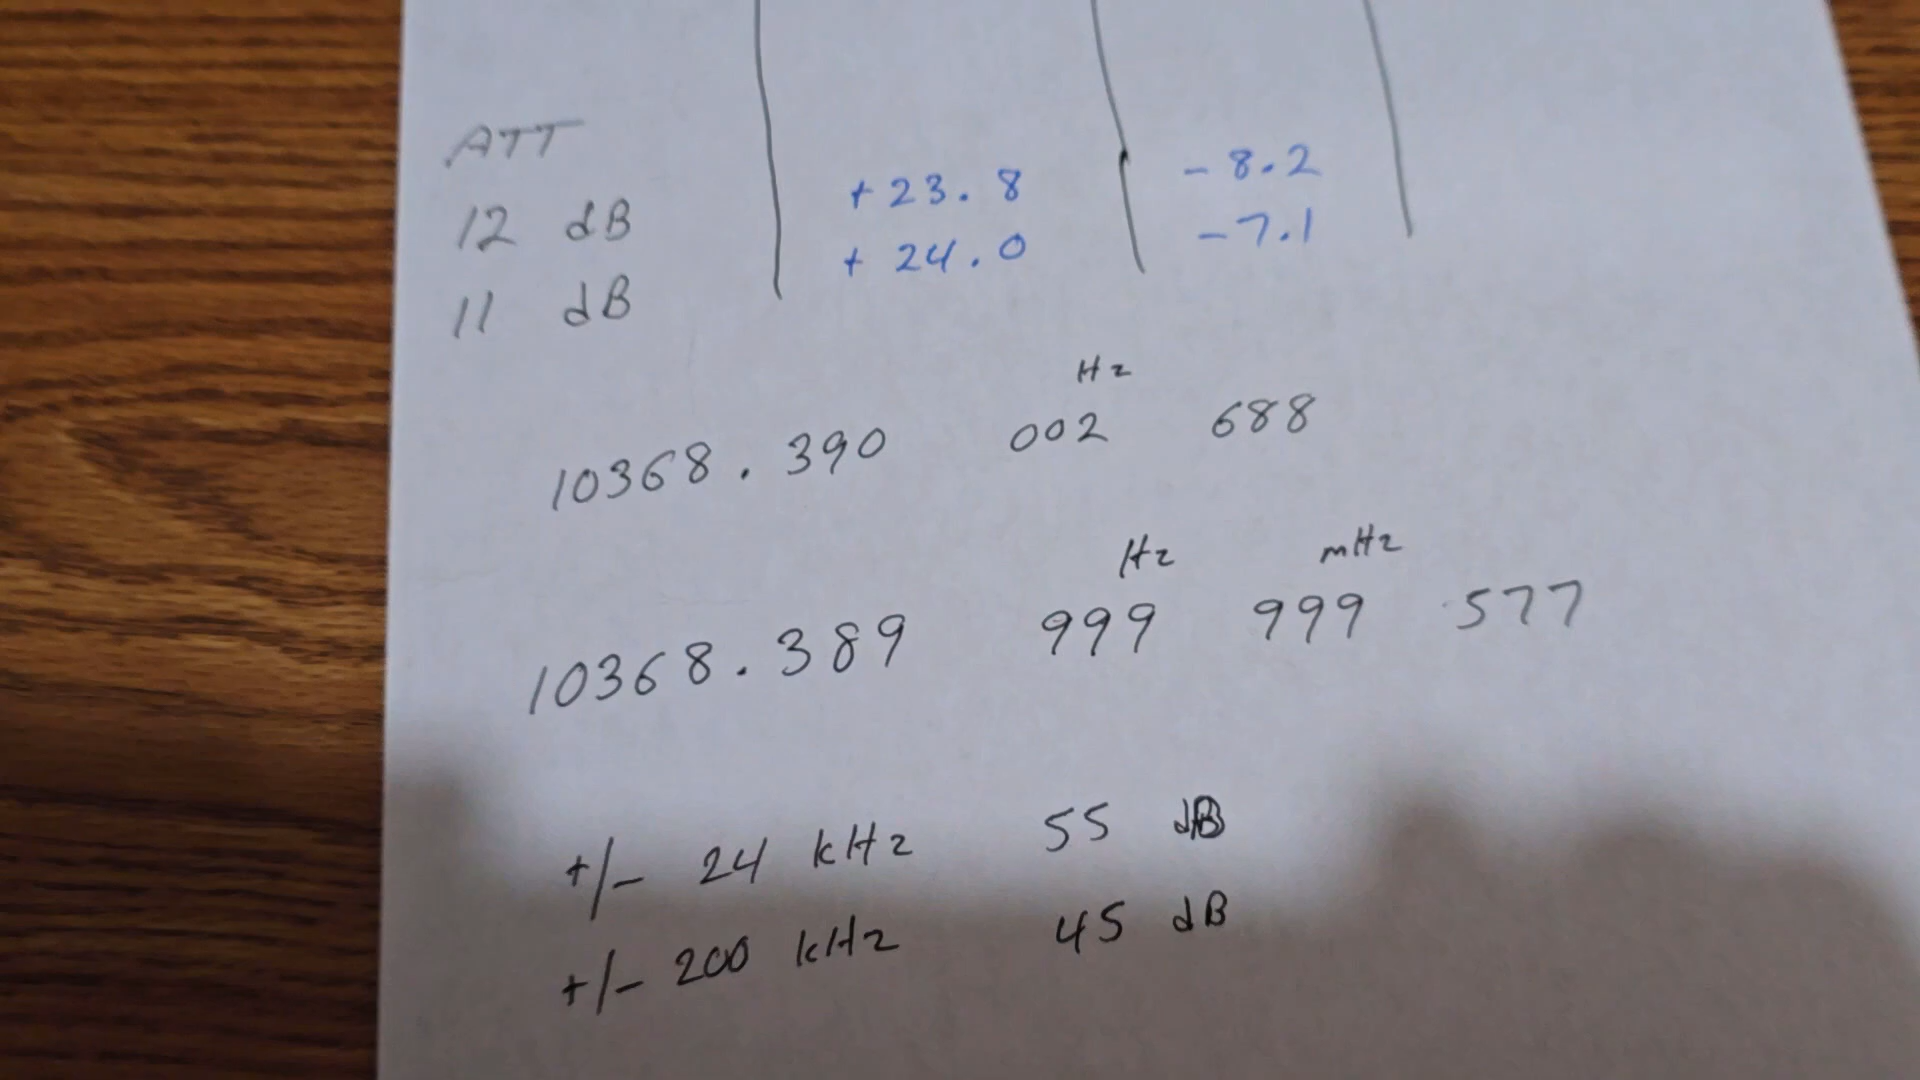 ATT
12 dB +23.8 -8.2
11 dB +24.0 -7.1
Hz
10368.390 002 688
Hz mHz
10368.389 999 999 577
+/- 24 kHz 55 dB
+/- 200 kHz 45 dB